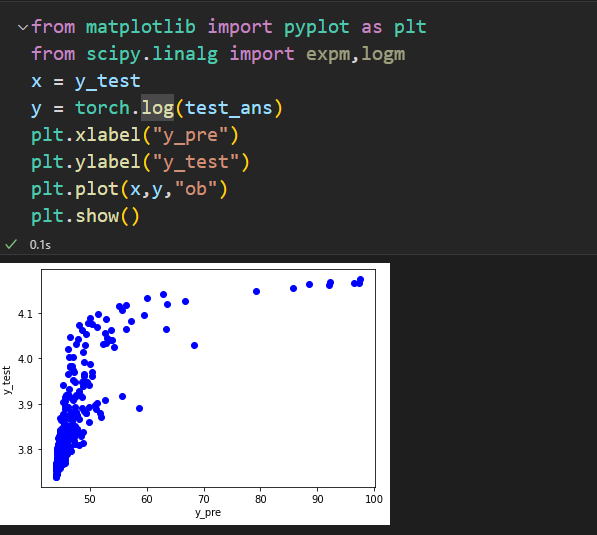 from matplotlib import pyplot as plt
from scipy.linalg import expm,logm
x = y_test
y = torch.log(test_ans)
plt.xlabel("y_pre")
plt.ylabel("y_test")
plt.plot(x,y,"ob")
plt.show()
0.1s
4.1
4.0
3.9
3.8
y_test
50 60 70 80 90 100
y_pre